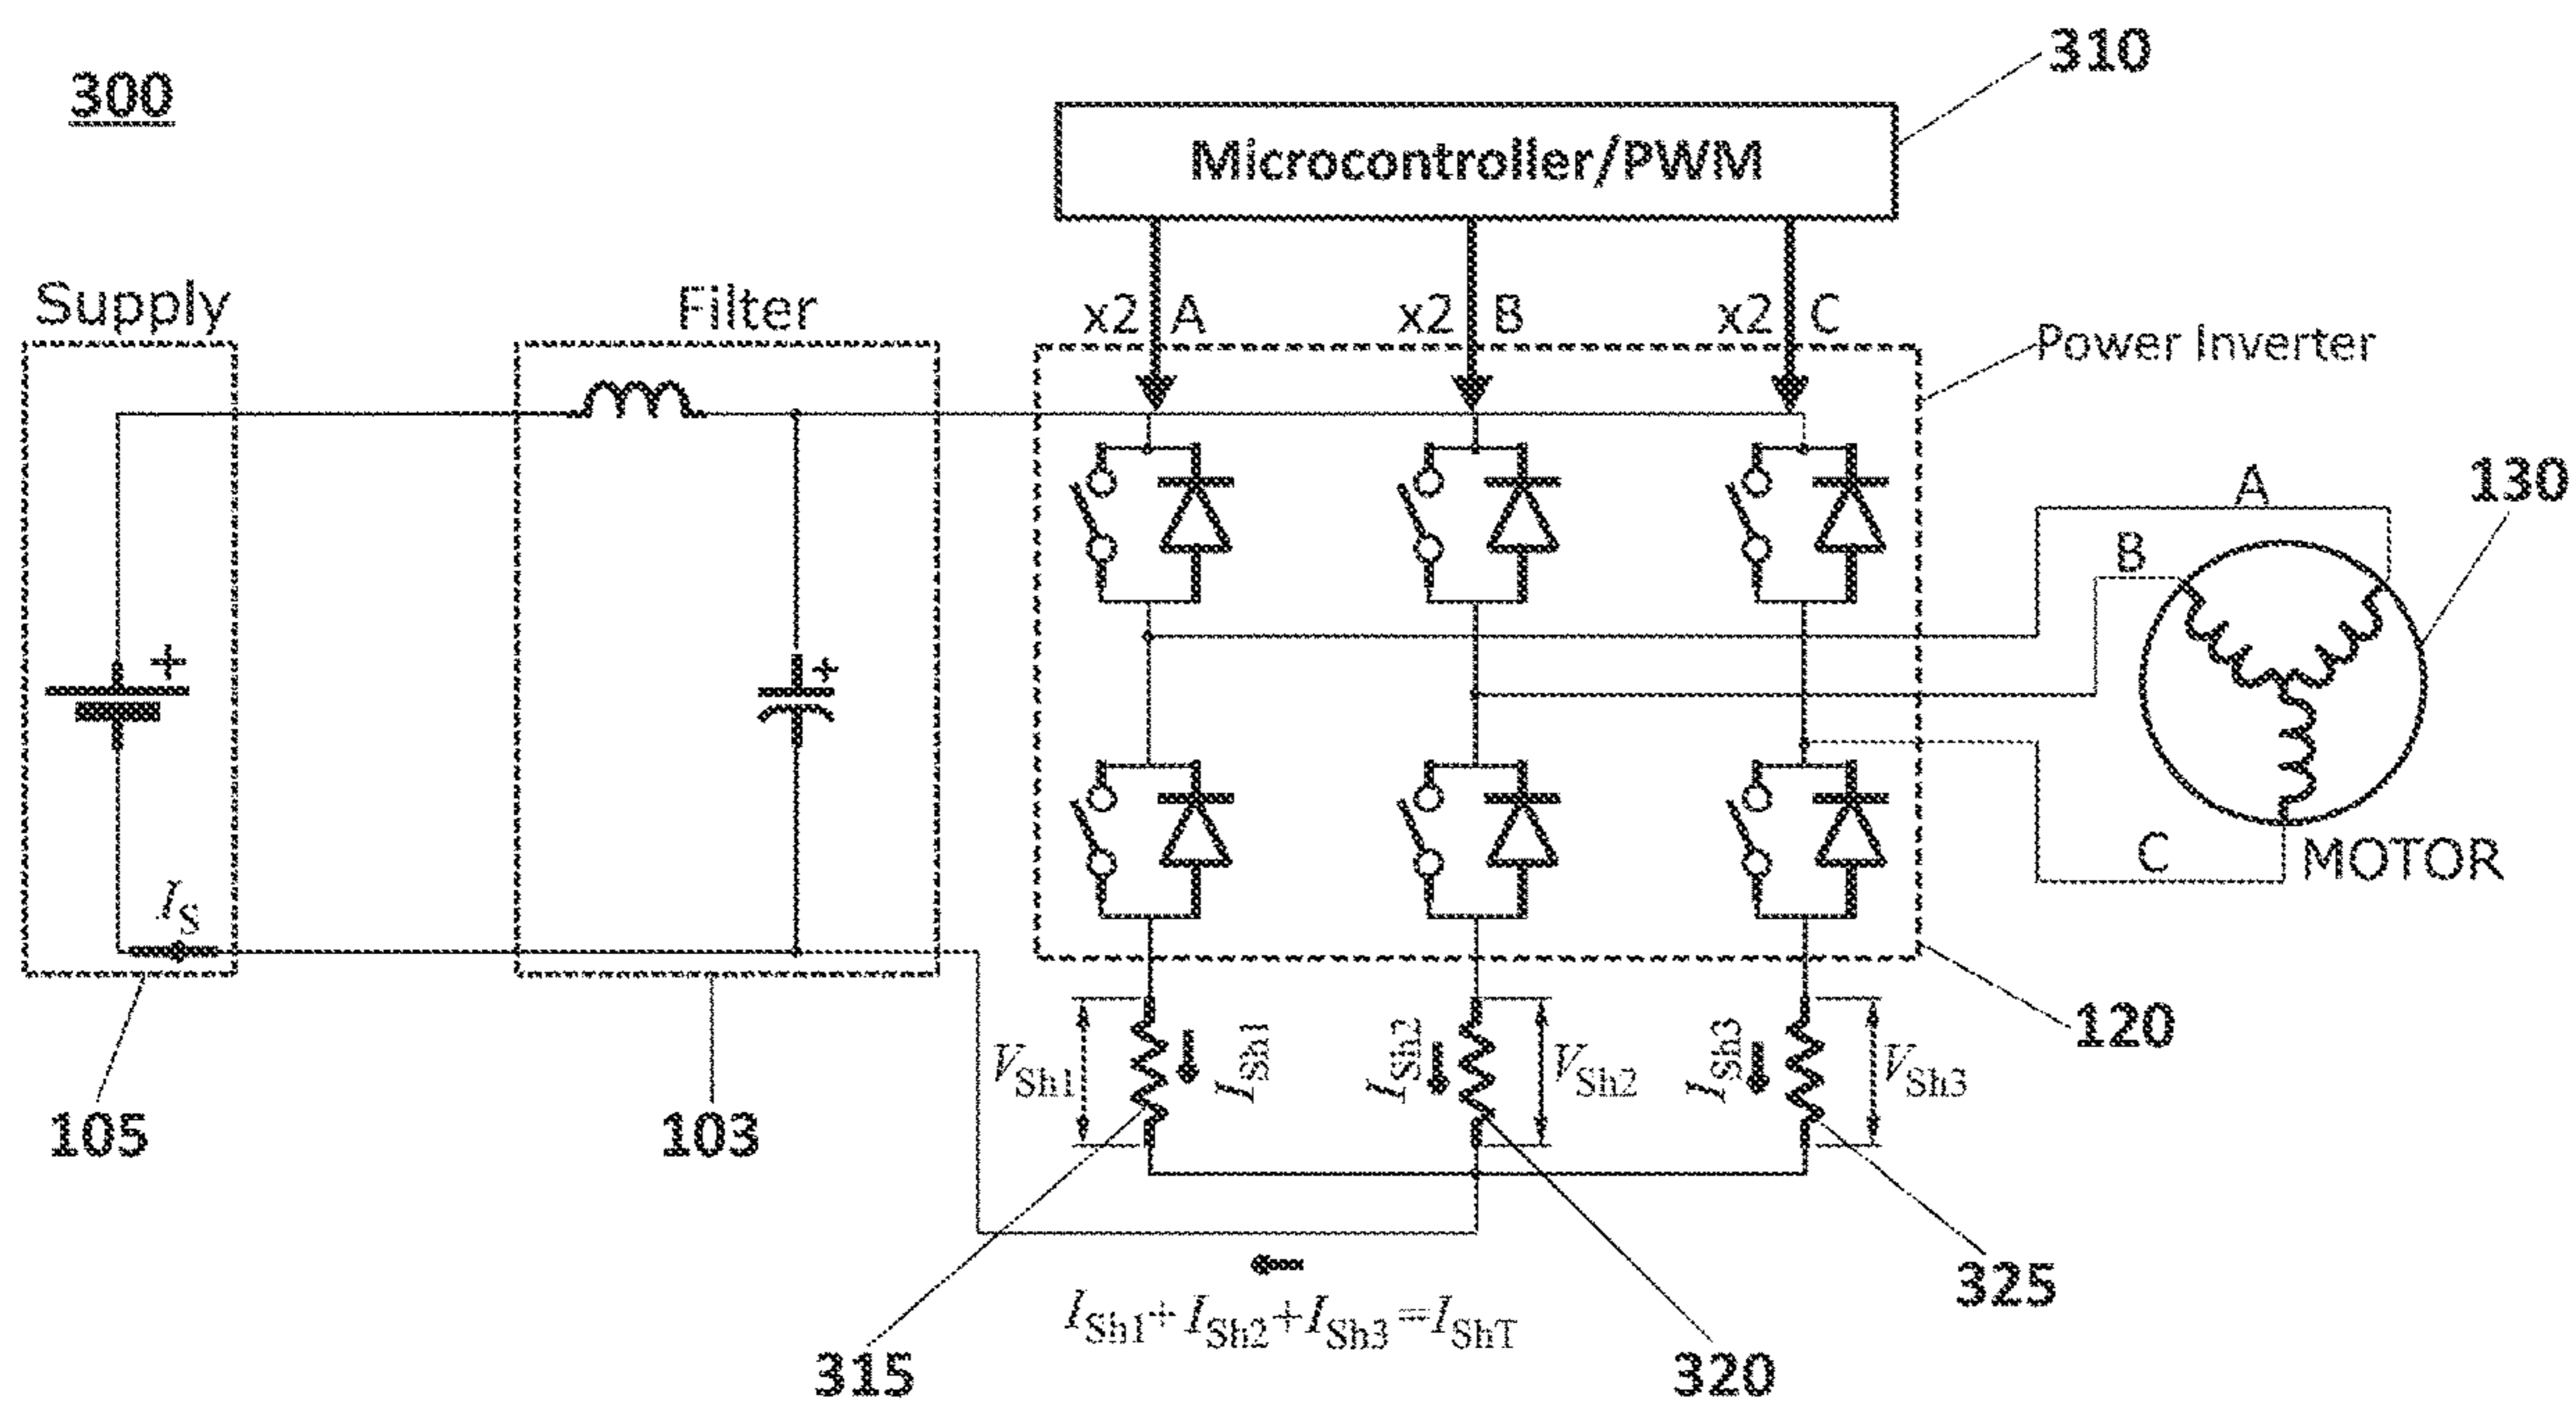 300
310
Microcontroller/PWM
Supply
Filter
x2 A
x2 B
x2 C
Power Inverter
A
130
B
+
+
C
MOTOR
I_S
120
V_Sh1
I_Sh1
I_Sh2
V_Sh2
I_Sh3
V_Sh3
105
103
325
I_Sh1+I_Sh2+I_Sh3=I_ShT
315
320